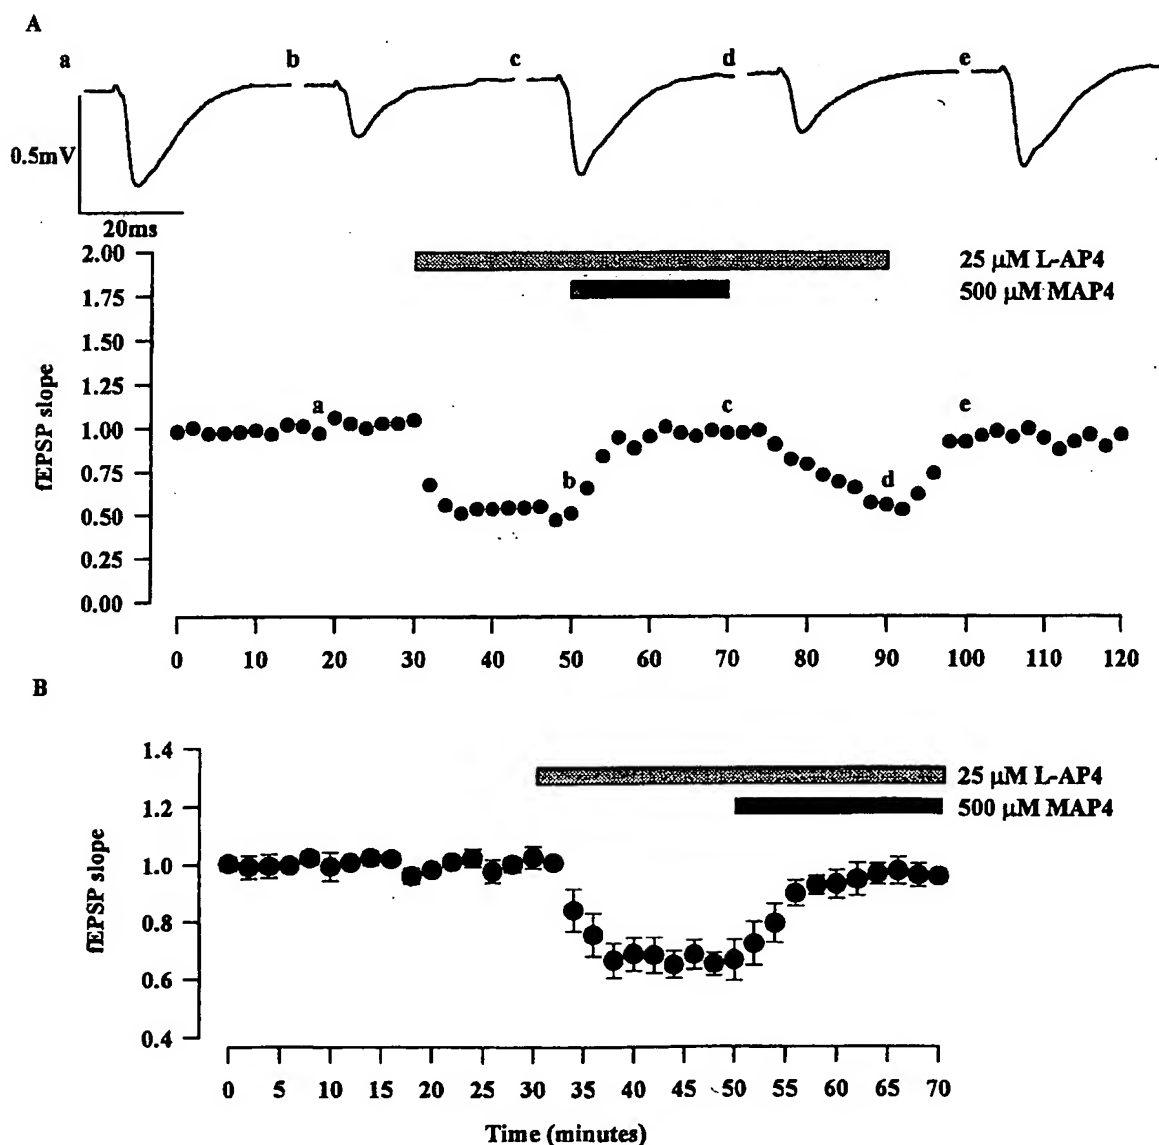 A
a b c d e
0.5mV
20ms
2.00
1.75
1.50
1.25
1.00
0.75
0.50
0.25
0.00
fEPSP slope
25 µM L-AP4
500 µM MAP4
a b c d e
0 10 20 30 40 50 60 70 80 90 100 110 120
B
1.4
1.2
1.0
0.8
0.6
0.4
fEPSP slope
25 µM L-AP4
500 µM MAP4
0 5 10 15 20 25 30 35 40 45 50 55 60 65 70
Time (minutes)